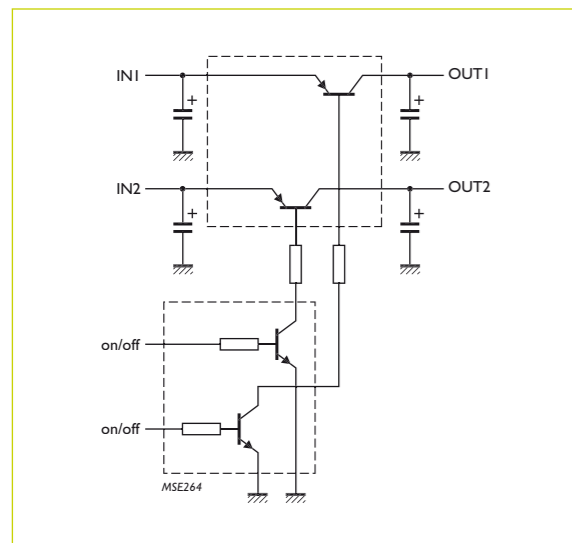 IN1
OUT1
+
+
IN2
OUT2
+
+
on/off
on/off
MSE264